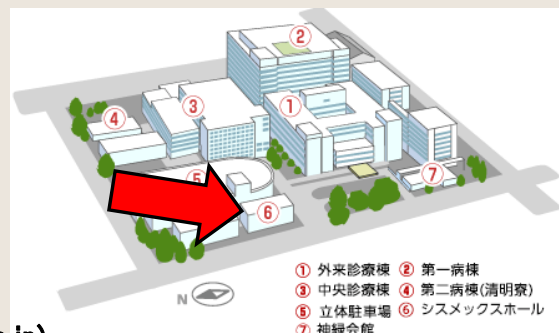 ②
①
③
④
⑤
⑦
⑥
① 外来診療棟 ② 第一病棟
③ 中央診療棟 ④ 第二病棟(清明寮)
⑤ 立体駐車場 ⑥ シスメックスホール
N
⑦ 神緑会館